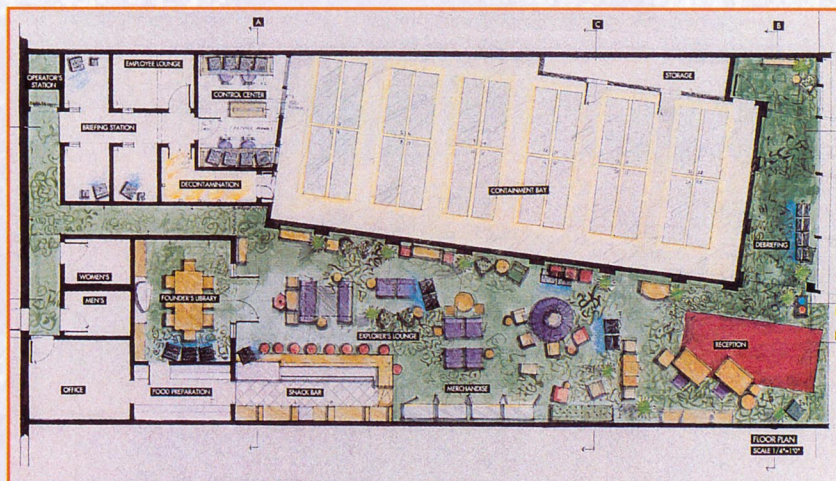 A
C
B
OPERATOR'S
STATION
EMPLOYEE LOUNGE
CONTROL CENTER
STORAGE
BRIEFING STATION
DECONTAMINATION
CONTAINMENT BAY
DEBRIEFING
WOMEN'S
MEN'S
FOUNDER'S LIBRARY
EXPLORER'S LOUNGE
RECEPTION
OFFICE
FOOD PREPARATION
SNACK BAR
MERCHANDISE
FLOOR PLAN
SCALE 1/4"=1'0"